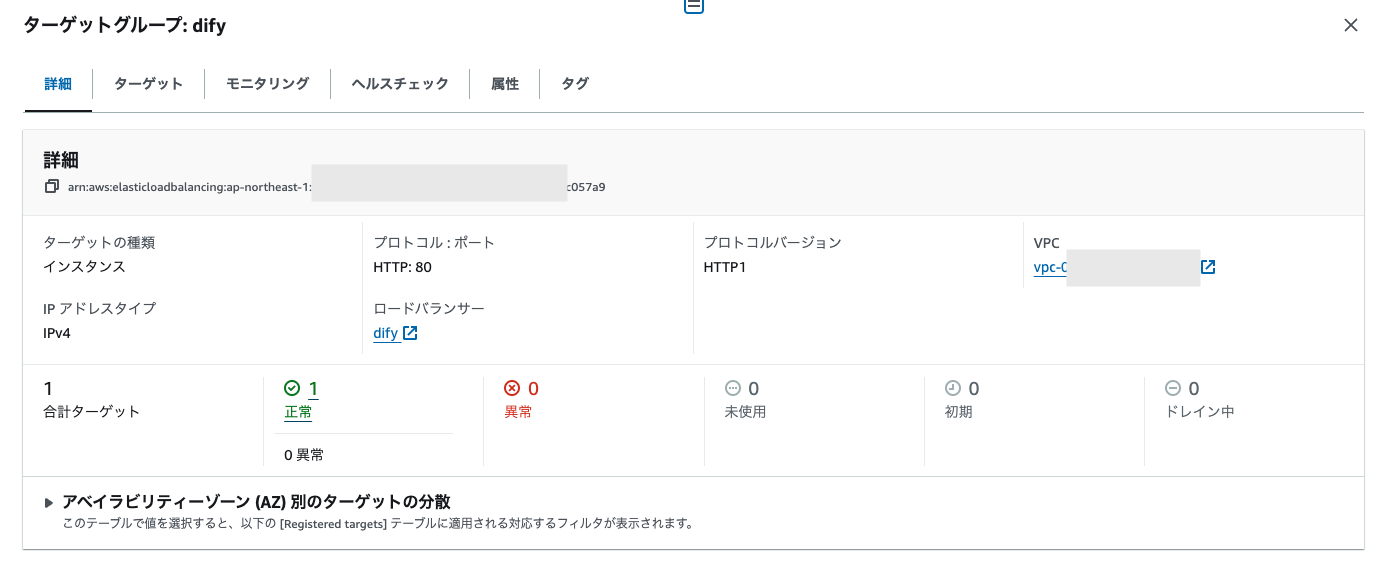 ターゲットグループ: dify
詳細
ターゲット
モニタリング
ヘルスチェック
属性
タグ
詳細
arn:aws:elasticloadbalancing:ap-northeast-1:
c057a9
ターゲットの種類
インスタンス
プロトコル : ポート
HTTP: 80
プロトコルバージョン
HTTP1
VPC
vpc-0
IP アドレスタイプ
IPv4
ロードバランサー
dify
1
合計ターゲット
1
正常
0 異常
0
異常
0
未使用
0
初期
0
ドレイン中
アベイラビリティーゾーン (AZ) 別のターゲットの分散
このテーブルで値を選択すると、以下の [Registered targets] テーブルに適用される対応するフィルタが表示されます。